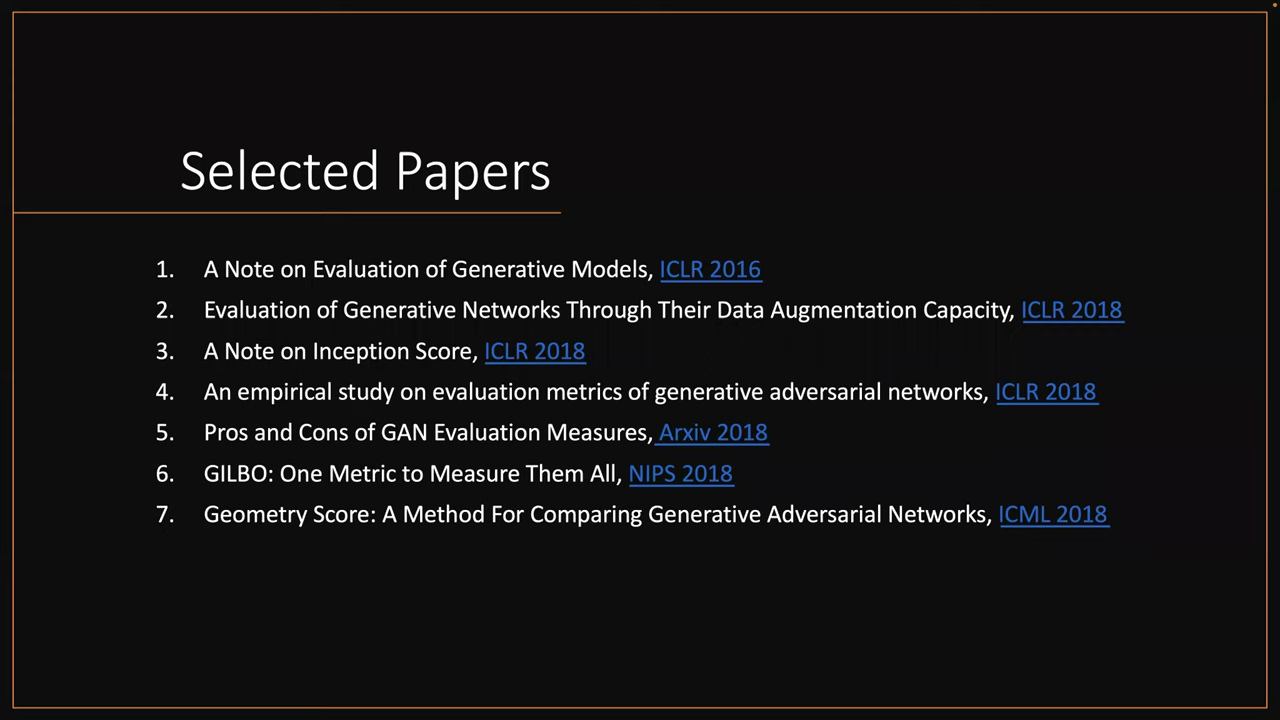 Selected Papers
1. A Note on Evaluation of Generative Models, ICLR 2016
2. Evaluation of Generative Networks Through Their Data Augmentation Capacity, ICLR 2018
3. A Note on Inception Score, ICLR 2018
4. An empirical study on evaluation metrics of generative adversarial networks, ICLR 2018
5. Pros and Cons of GAN Evaluation Measures, Arxiv 2018
6. GILBO: One Metric to Measure Them All, NIPS 2018
7. Geometry Score: A Method For Comparing Generative Adversarial Networks, ICML 2018